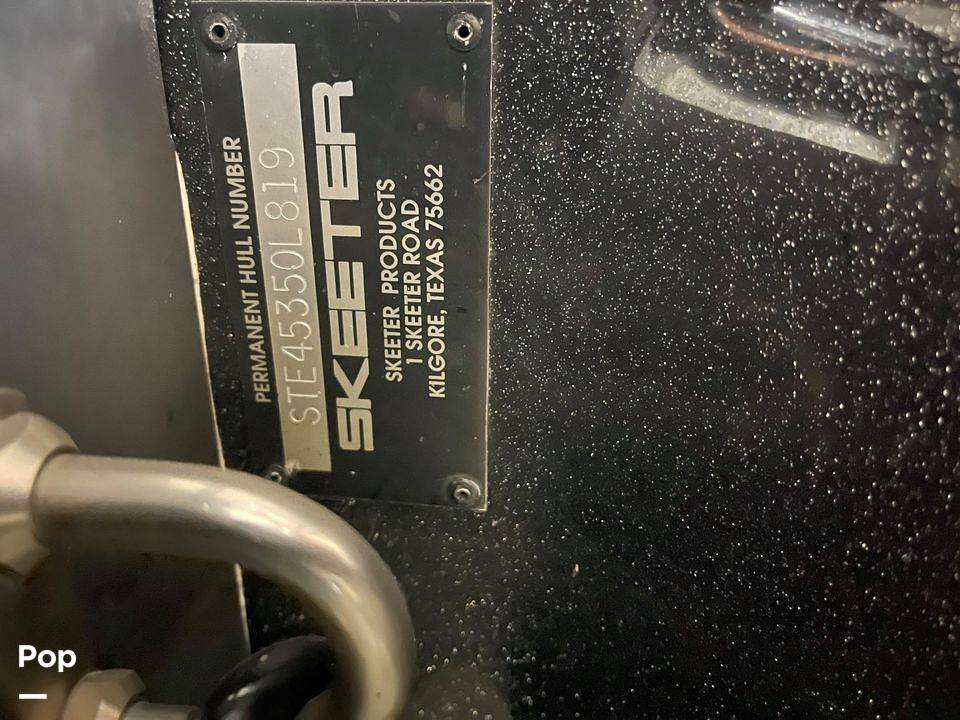 PERMANENT HULL NUMBER
STE45350L819
SKEETER
SKEETER PRODUCTS
1 SKEETER ROAD
KILGORE, TEXAS 75662
Pop